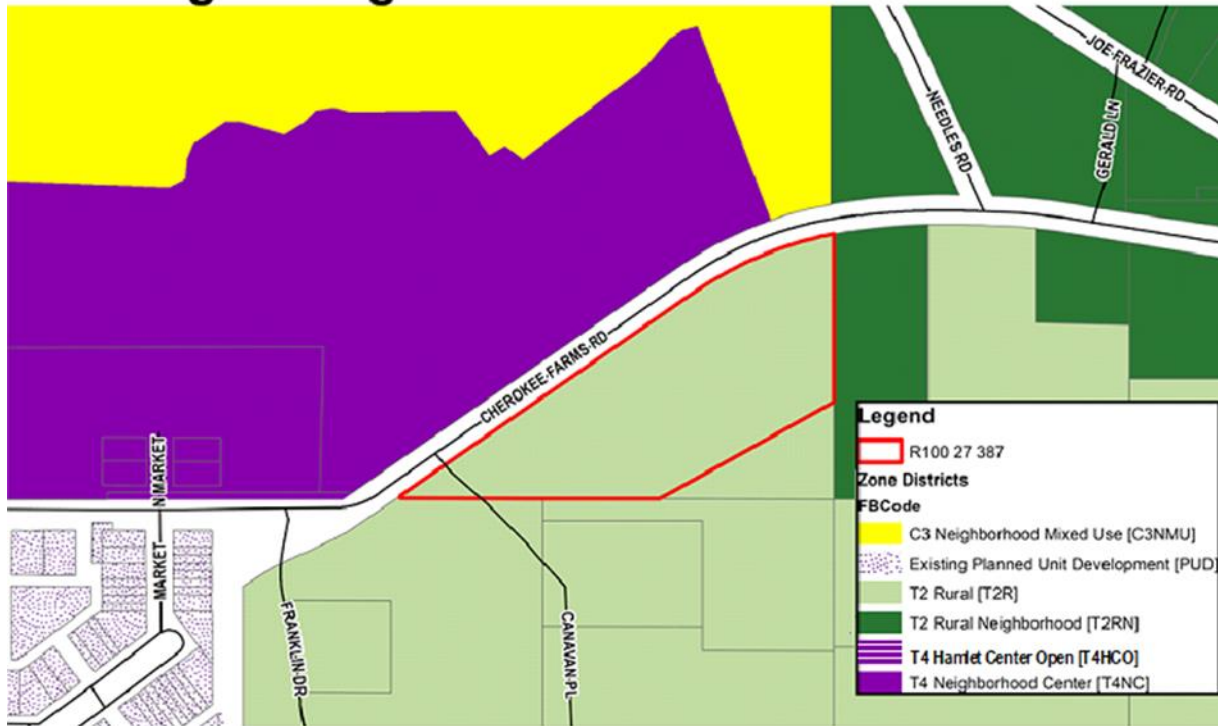 JOE-FRAZIER-RD
NEEDLES RD
GERALD LN
CHEROKEE-FARMS-RD
N MARKET
MARKET
FRANKLIN-DR
CANAVAN-PL
Legend
R100 27 387
Zone Districts
FBCode
C3 Neighborhood Mixed Use [C3NMU]
Existing Planned Unit Development [PUD]
T2 Rural [T2R]
T2 Rural Neighborhood [T2RN]
T4 Hamlet Center Open [T4HCO]
T4 Neighborhood Center [T4NC]